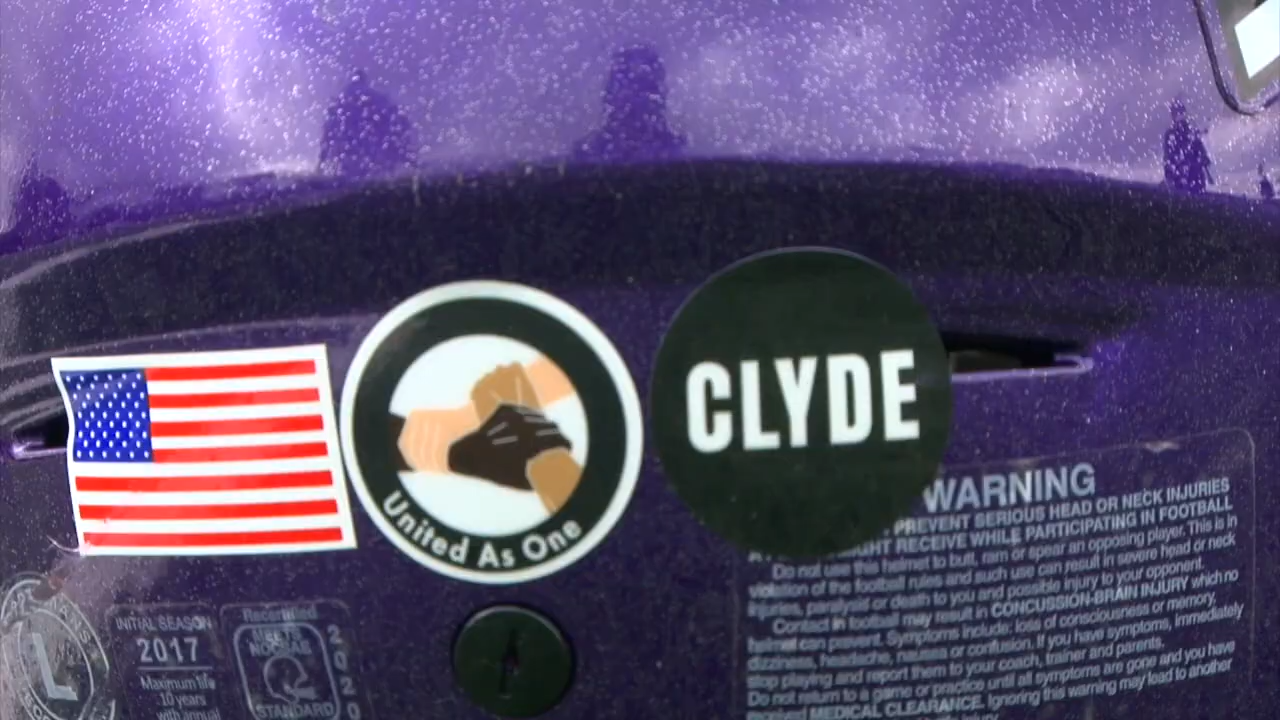 United As One
CLYDE
WARNING
PREVENT SERIOUS HEAD OR NECK INJURIES
RECEIVE WHILE PARTICIPATING IN FOOTBALL
Do not use this helmet to butt, ram or spear an opposing player. This is in
violation of the football rules and such use can result in severe head or neck
injuries, paralysis or death to you and possible injury to your opponent.
Contact in football may result in CONCUSSION-BRAIN INJURY which no
helmet can prevent. Symptoms include: loss of consciousness or memory,
dizziness, headache, nausea or confusion. If you have symptoms, immediately
stop playing and report them to your coach, trainer and parents.
Do not return to a game or practice until all symptoms are gone and you have
received MEDICAL CLEARANCE. Ignoring this warning may lead to another
L
INITIAL SEASON
2017
Maximum life
10 years
with annual
Recertified
MEETS
NOCSAE
STANDARD
2020